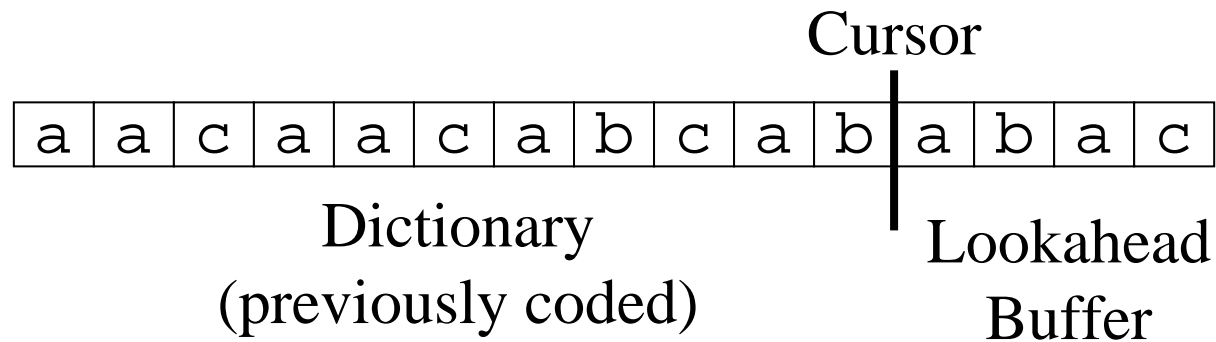 Cursor
a a c a a c a b c a b a b a c
Dictionary
(previously coded)
Lookahead
Buffer